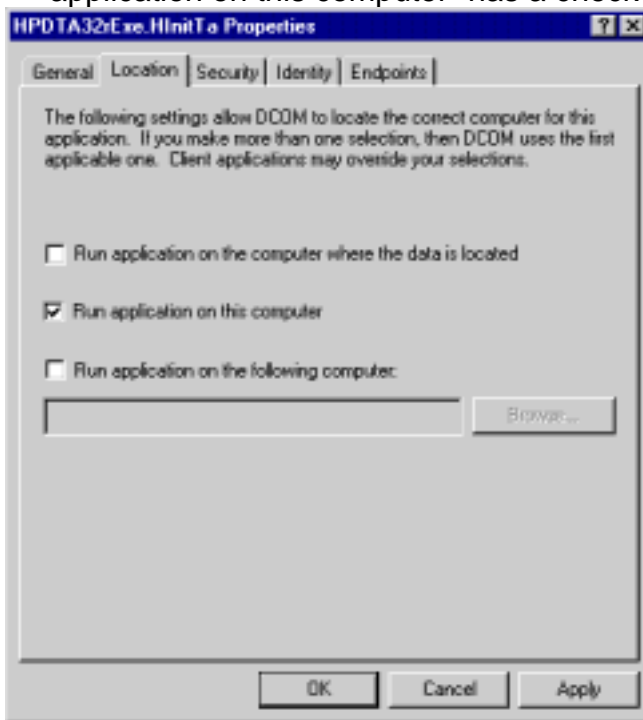 application on this computer" has a check
HPDTA32rExe.HInitTa Properties
General Location Security Identity Endpoints
The following settings allow DCOM to locate the correct computer for this
application. If you make more than one selection, then DCOM uses the first
applicable one. Client applications may override your selections.
Run application on the computer where the data is located
Run application on this computer
Run application on the following computer:
Browse...
OK Cancel Apply